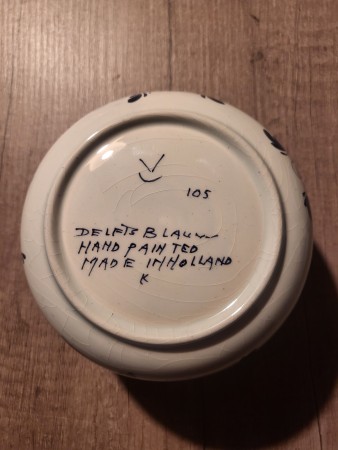 105
DELFTS BLAUW
HAND PAINTED
MADE IN HOLLAND
K